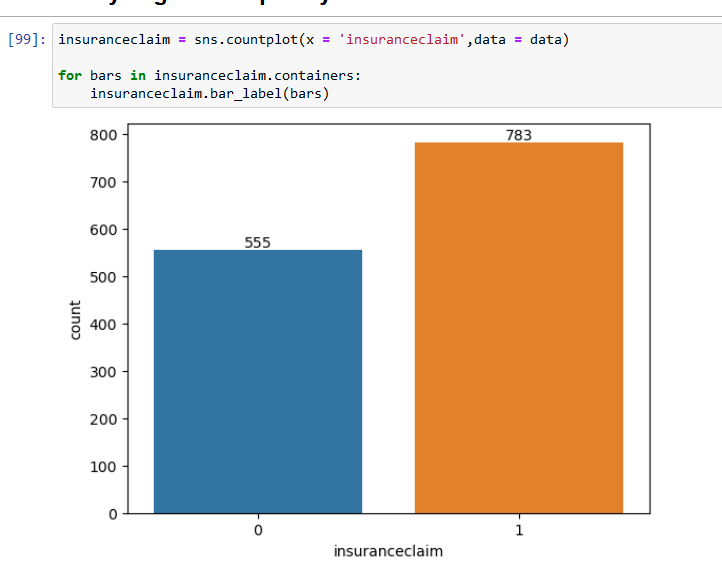 [99]: insuranceclaim = sns.countplot(x = 'insuranceclaim',data = data)
for bars in insuranceclaim.containers:
    insuranceclaim.bar_label(bars)
800
700
600
500
400
300
200
100
0
count
555
783
0
1
insuranceclaim